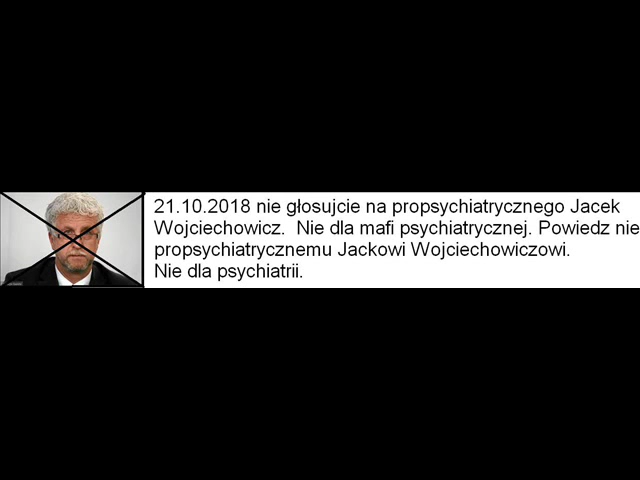 21.10.2018 nie głosujcie na propsychiatrycznego Jacek
Wojciechowicz.  Nie dla mafi psychiatrycznej. Powiedz nie
propsychiatrycznemu Jackowi Wojciechowiczowi.
Nie dla psychiatrii.